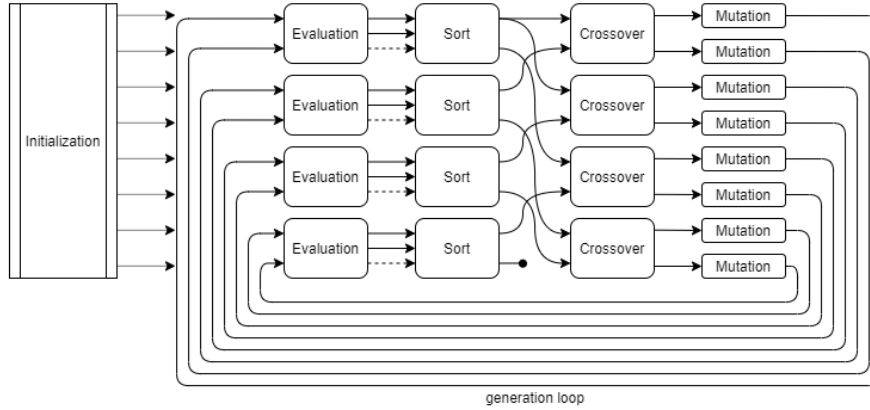 Initialization
Evaluation
Sort
Crossover
Mutation
Mutation
Evaluation
Sort
Crossover
Mutation
Mutation
Evaluation
Sort
Crossover
Mutation
Mutation
Evaluation
Sort
Crossover
Mutation
Mutation
generation loop